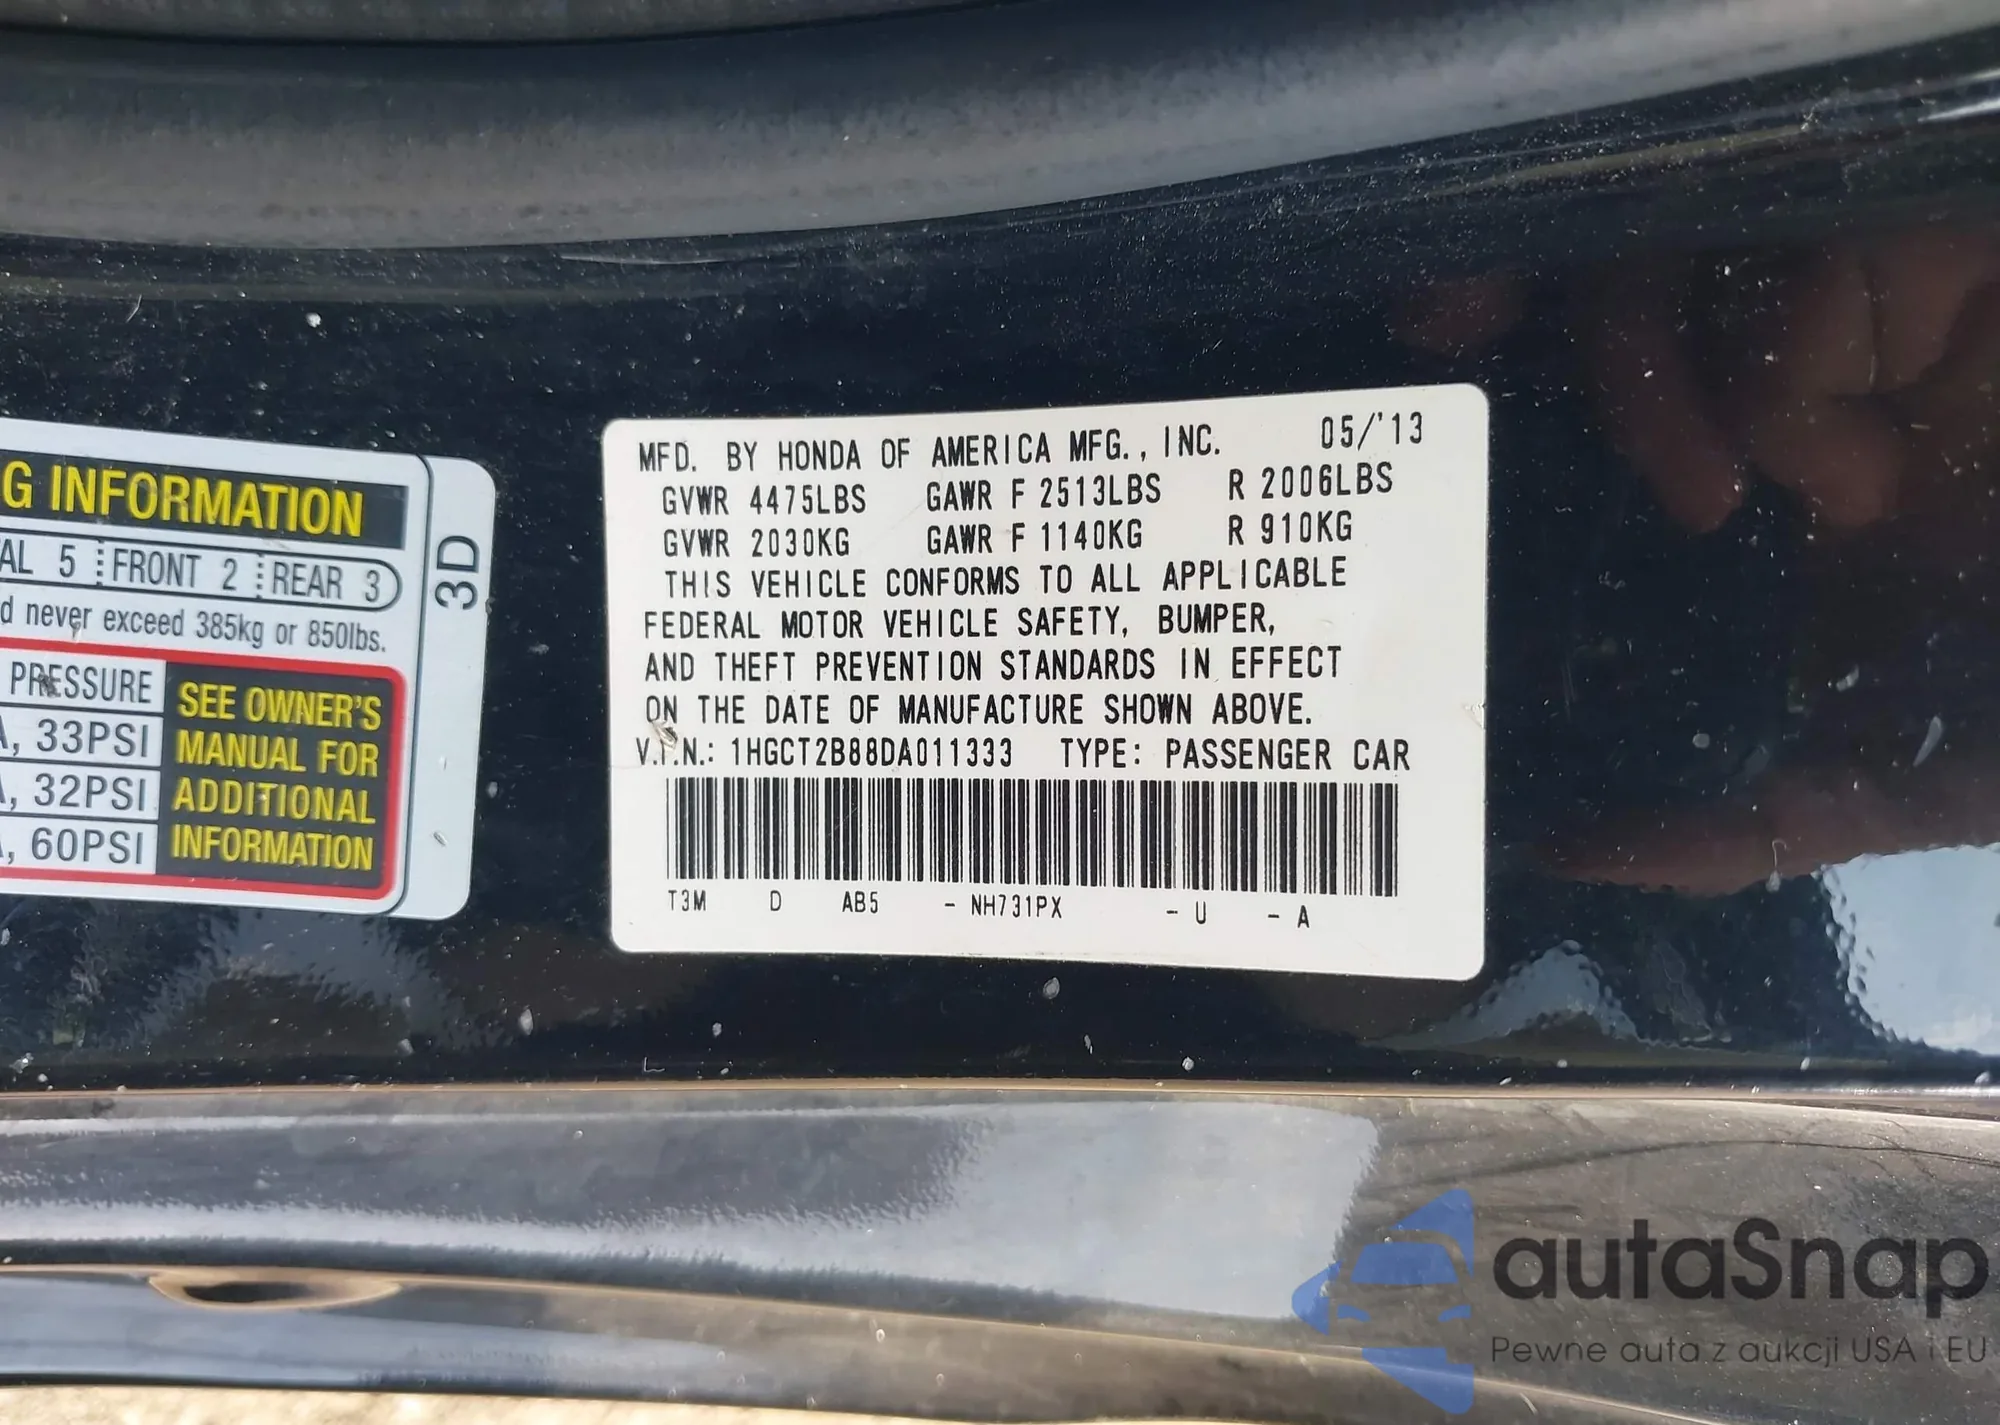 G INFORMATION
AL 5 FRONT 2 REAR 3
d never exceed 385kg or 850lbs.
PRESSURE
A, 33PSI
A, 32PSI
A, 60PSI
SEE OWNER'S
MANUAL FOR
ADDITIONAL
INFORMATION
3D
MFD. BY HONDA OF AMERICA MFG., INC. 05/'13
GVWR 4475LBS GAWR F 2513LBS R 2006LBS
GVWR 2030KG GAWR F 1140KG R 910KG
THIS VEHICLE CONFORMS TO ALL APPLICABLE
FEDERAL MOTOR VEHICLE SAFETY, BUMPER,
AND THEFT PREVENTION STANDARDS IN EFFECT
ON THE DATE OF MANUFACTURE SHOWN ABOVE.
V.I.N.: 1HGCT2B88DA011333 TYPE: PASSENGER CAR
T3M D AB5 - NH731PX - U - A
autaSnap
Pewne auta z aukcji USA i EU